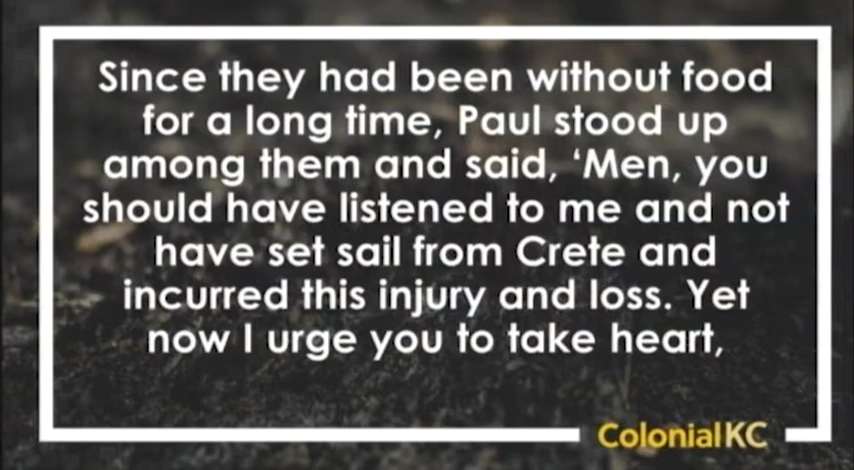 Since they had been without food
for a long time, Paul stood up
among them and said, ‘Men, you
should have listened to me and not
have set sail from Crete and
incurred this injury and loss. Yet
now I urge you to take heart,
ColonialKC